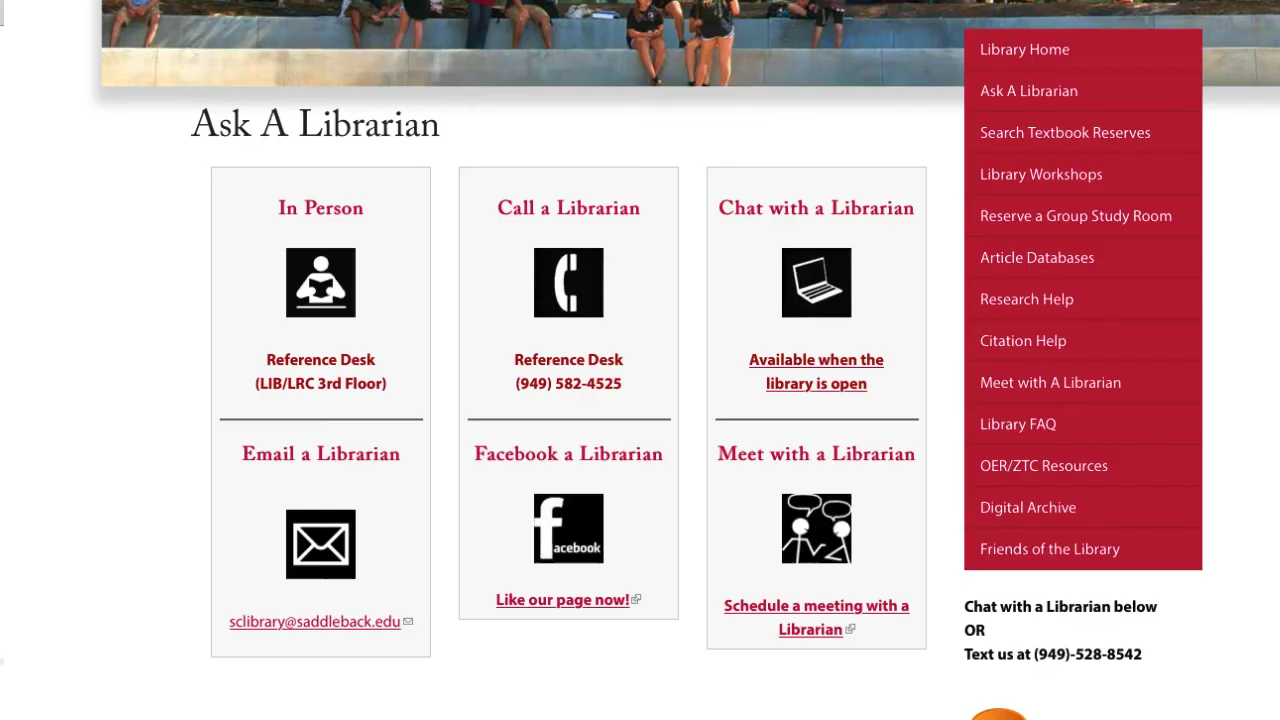 Ask A Librarian
In Person
Reference Desk
(LIB/LRC 3rd Floor)
Email a Librarian
sclibrary@saddleback.edu
Call a Librarian
Reference Desk
(949) 582-4525
Facebook a Librarian
facebook
Like our page now!
Chat with a Librarian
Available when the
library is open
Meet with a Librarian
Schedule a meeting with a
Librarian
Library Home
Ask A Librarian
Search Textbook Reserves
Library Workshops
Reserve a Group Study Room
Article Databases
Research Help
Citation Help
Meet with A Librarian
Library FAQ
OER/ZTC Resources
Digital Archive
Friends of the Library
Chat with a Librarian below
OR
Text us at (949)-528-8542